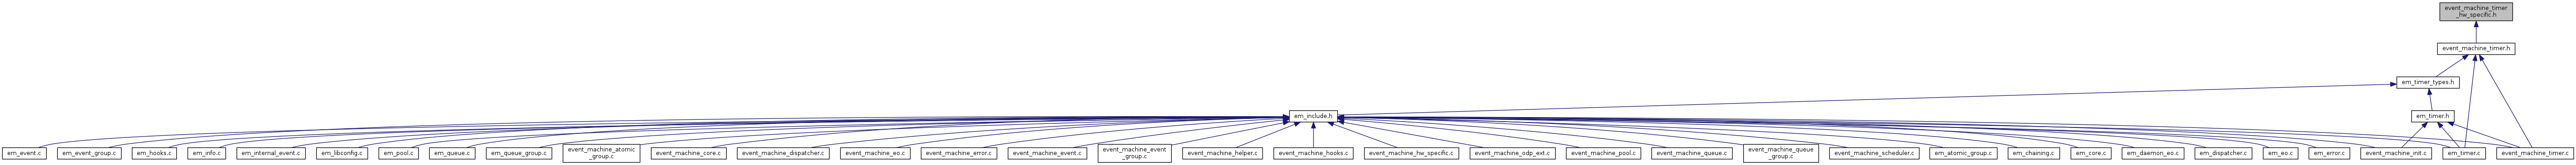 event_machine_timer
_hw_specific.h
event_machine_timer.h
em_timer_types.h
em_include.h
em_timer.h
em_event.c
em_event_group.c
em_hooks.c
em_info.c
em_internal_event.c
em_libconfig.c
em_pool.c
em_queue.c
em_queue_group.c
event_machine_atomic
_group.c
event_machine_core.c
event_machine_dispatcher.c
event_machine_eo.c
event_machine_error.c
event_machine_event.c
event_machine_event
_group.c
event_machine_helper.c
event_machine_hooks.c
event_machine_hw_specific.c
event_machine_odp_ext.c
event_machine_pool.c
event_machine_queue.c
event_machine_queue
_group.c
event_machine_scheduler.c
em_atomic_group.c
em_chaining.c
em_core.c
em_daemon_eo.c
em_dispatcher.c
em_eo.c
em_error.c
event_machine_init.c
em_timer.c
event_machine_timer.c